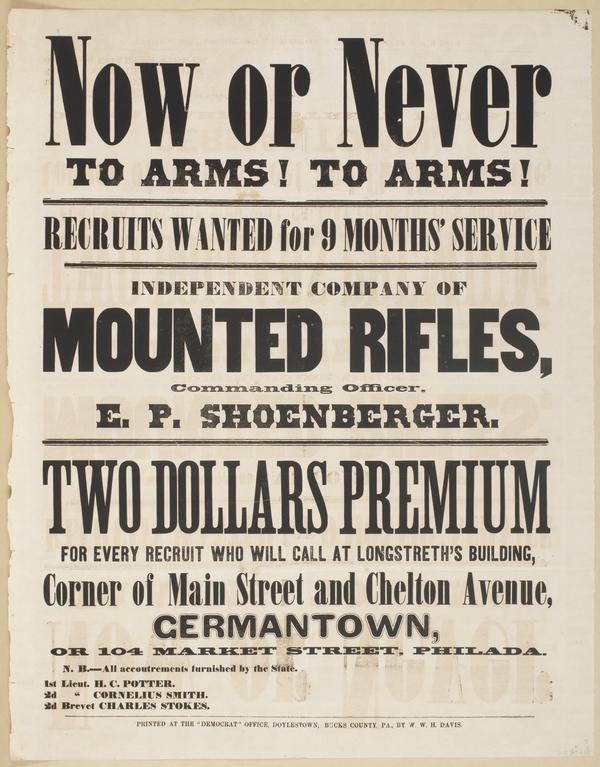 Now or Never
TO ARMS! TO ARMS!
RECRUITS WANTED for 9 MONTHS' SERVICE
INDEPENDENT COMPANY OF
MOUNTED RIFLES,
Commanding Officer,
E. P. SHOENBERGER.
TWO DOLLARS PREMIUM
FOR EVERY RECRUIT WHO WILL CALL AT LONGSTRETH'S BUILDING,
Corner of Main Street and Chelton Avenue,
GERMANTOWN,
OR 104 MARKET STREET, PHILADA.
N. B.—All accoutrements furnished by the State.
1st Lieut. H. C. POTTER.
2d " CORNELIUS SMITH.
2d Brevet CHARLES STOKES.
PRINTED AT THE "DEMOCRAT" OFFICE, DOYLESTOWN, BUCKS COUNTY, PA., BY W. W. H. DAVIS.